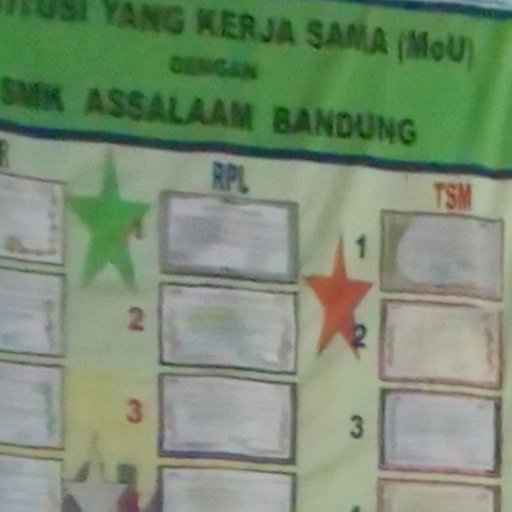 YANG KERJA SAMA (MoU)
DENGAN
SMK ASSALAAM BANDUNG
R
RPL
TSM
1
1
2
2
3
3